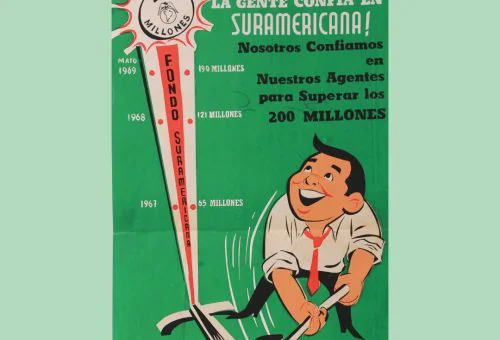 LA GENTE CONFIA EN
SURAMERICANA!
Nosotros Confiamos
en
Nuestros Agentes
para Superar los
200 MILLONES
MILLONES
MAYO
1969
190 MILLONES
1968
121 MILLONES
1967
65 MILLONES
FONDO SURAMERICANA